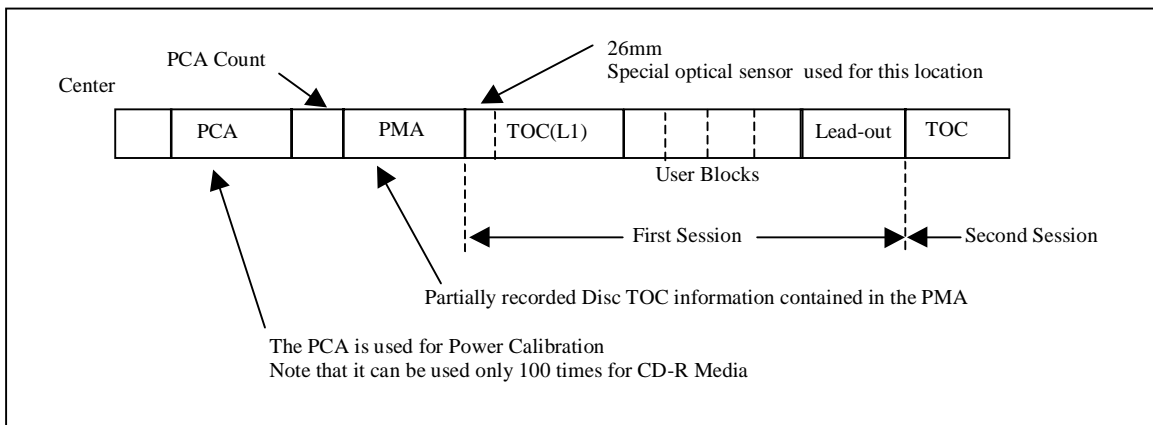 26mm
PCA Count
Special optical sensor used for this location
Center
PCA
PMA
TOC(L1)
Lead-out
TOC
User Blocks
First Session
Second Session
Partially recorded Disc TOC information contained in the PMA
The PCA is used for Power Calibration
Note that it can be used only 100 times for CD-R Media